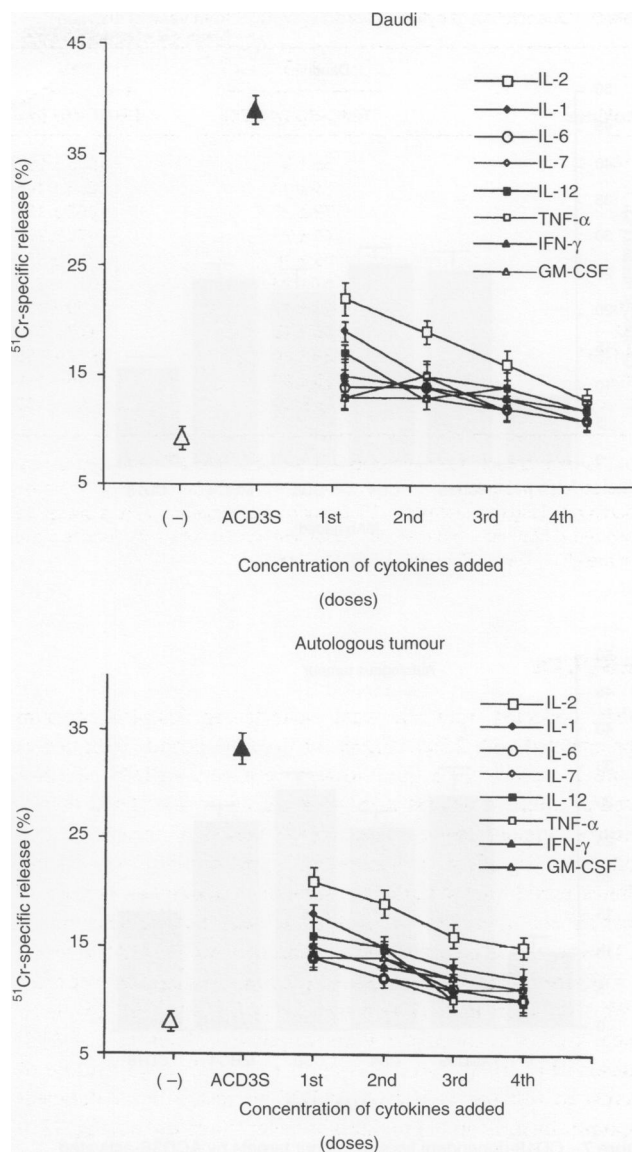 Daudi
45
35
25
15
5
⁵¹Cr-specific release (%)
IL-2
IL-1
IL-6
IL-7
IL-12
TNF-α
IFN-γ
GM-CSF
(–) ACD3S 1st 2nd 3rd 4th
Concentration of cytokines added
(doses)
Autologous tumour
35
25
15
5
⁵¹Cr-specific release (%)
IL-2
IL-1
IL-6
IL-7
IL-12
TNF-α
IFN-γ
GM-CSF
(–) ACD3S 1st 2nd 3rd 4th
Concentration of cytokines added
(doses)